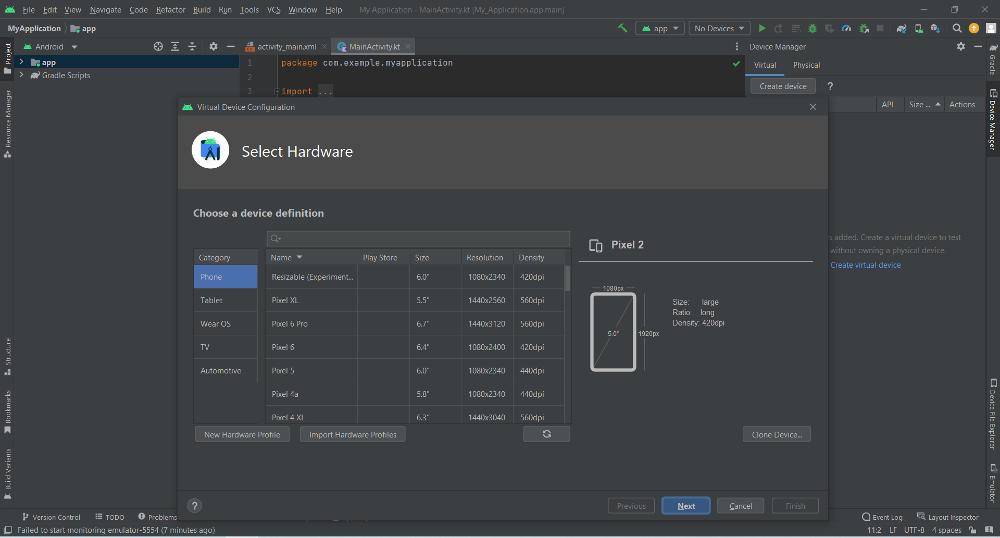 File Edit View Navigate Code Refactor Build Run Tools VCS Window Help My Application - MainActivity.kt [My_Application.app.main]
MyApplication app
app No Devices
Project
Android
activity_main.xml MainActivity.kt
Device Manager
Gradle
app
Gradle Scripts
1 package com.example.myapplication
2
3 import ...
Virtual Physical
Create device ?
API Size ... Actions
Resource Manager
Device Manager
Virtual Device Configuration
Select Hardware
Choose a device definition
Category Name Play Store Size Resolution Density
Phone Resizable (Experiment... 6.0" 1080x2340 420dpi
Tablet Pixel XL 5.5" 1440x2560 560dpi
Wear OS Pixel 6 Pro 6.7" 1440x3120 560dpi
TV Pixel 6 6.4" 1080x2400 420dpi
Automotive Pixel 5 6.0" 1080x2340 440dpi
Pixel 4a 5.8" 1080x2340 440dpi
Pixel 4 XL 6.3" 1440x3040 560dpi
Pixel 2
1080px
5.0"
1920px
Size: large
Ratio: long
Density: 420dpi
s added. Create a virtual device to test
without owning a physical device.
Create virtual device
New Hardware Profile Import Hardware Profiles Clone Device...
? Previous Next Cancel Finish
Structure
Bookmarks
Build Variants
Device File Explorer
Emulator
Version Control TODO Problems
Event Log Layout Inspector
Failed to start monitoring emulator-5554 (7 minutes ago)
11:2 LF UTF-8 4 spaces